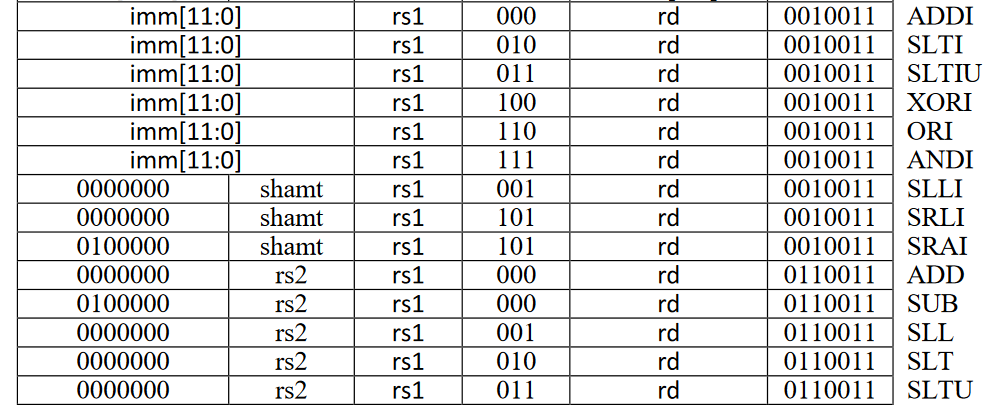 imm[11:0] rs1 000 rd 0010011 ADDI
imm[11:0] rs1 010 rd 0010011 SLTI
imm[11:0] rs1 011 rd 0010011 SLTIU
imm[11:0] rs1 100 rd 0010011 XORI
imm[11:0] rs1 110 rd 0010011 ORI
imm[11:0] rs1 111 rd 0010011 ANDI
0000000 shamt rs1 001 rd 0010011 SLLI
0000000 shamt rs1 101 rd 0010011 SRLI
0100000 shamt rs1 101 rd 0010011 SRAI
0000000 rs2 rs1 000 rd 0110011 ADD
0100000 rs2 rs1 000 rd 0110011 SUB
0000000 rs2 rs1 001 rd 0110011 SLL
0000000 rs2 rs1 010 rd 0110011 SLT
0000000 rs2 rs1 011 rd 0110011 SLTU